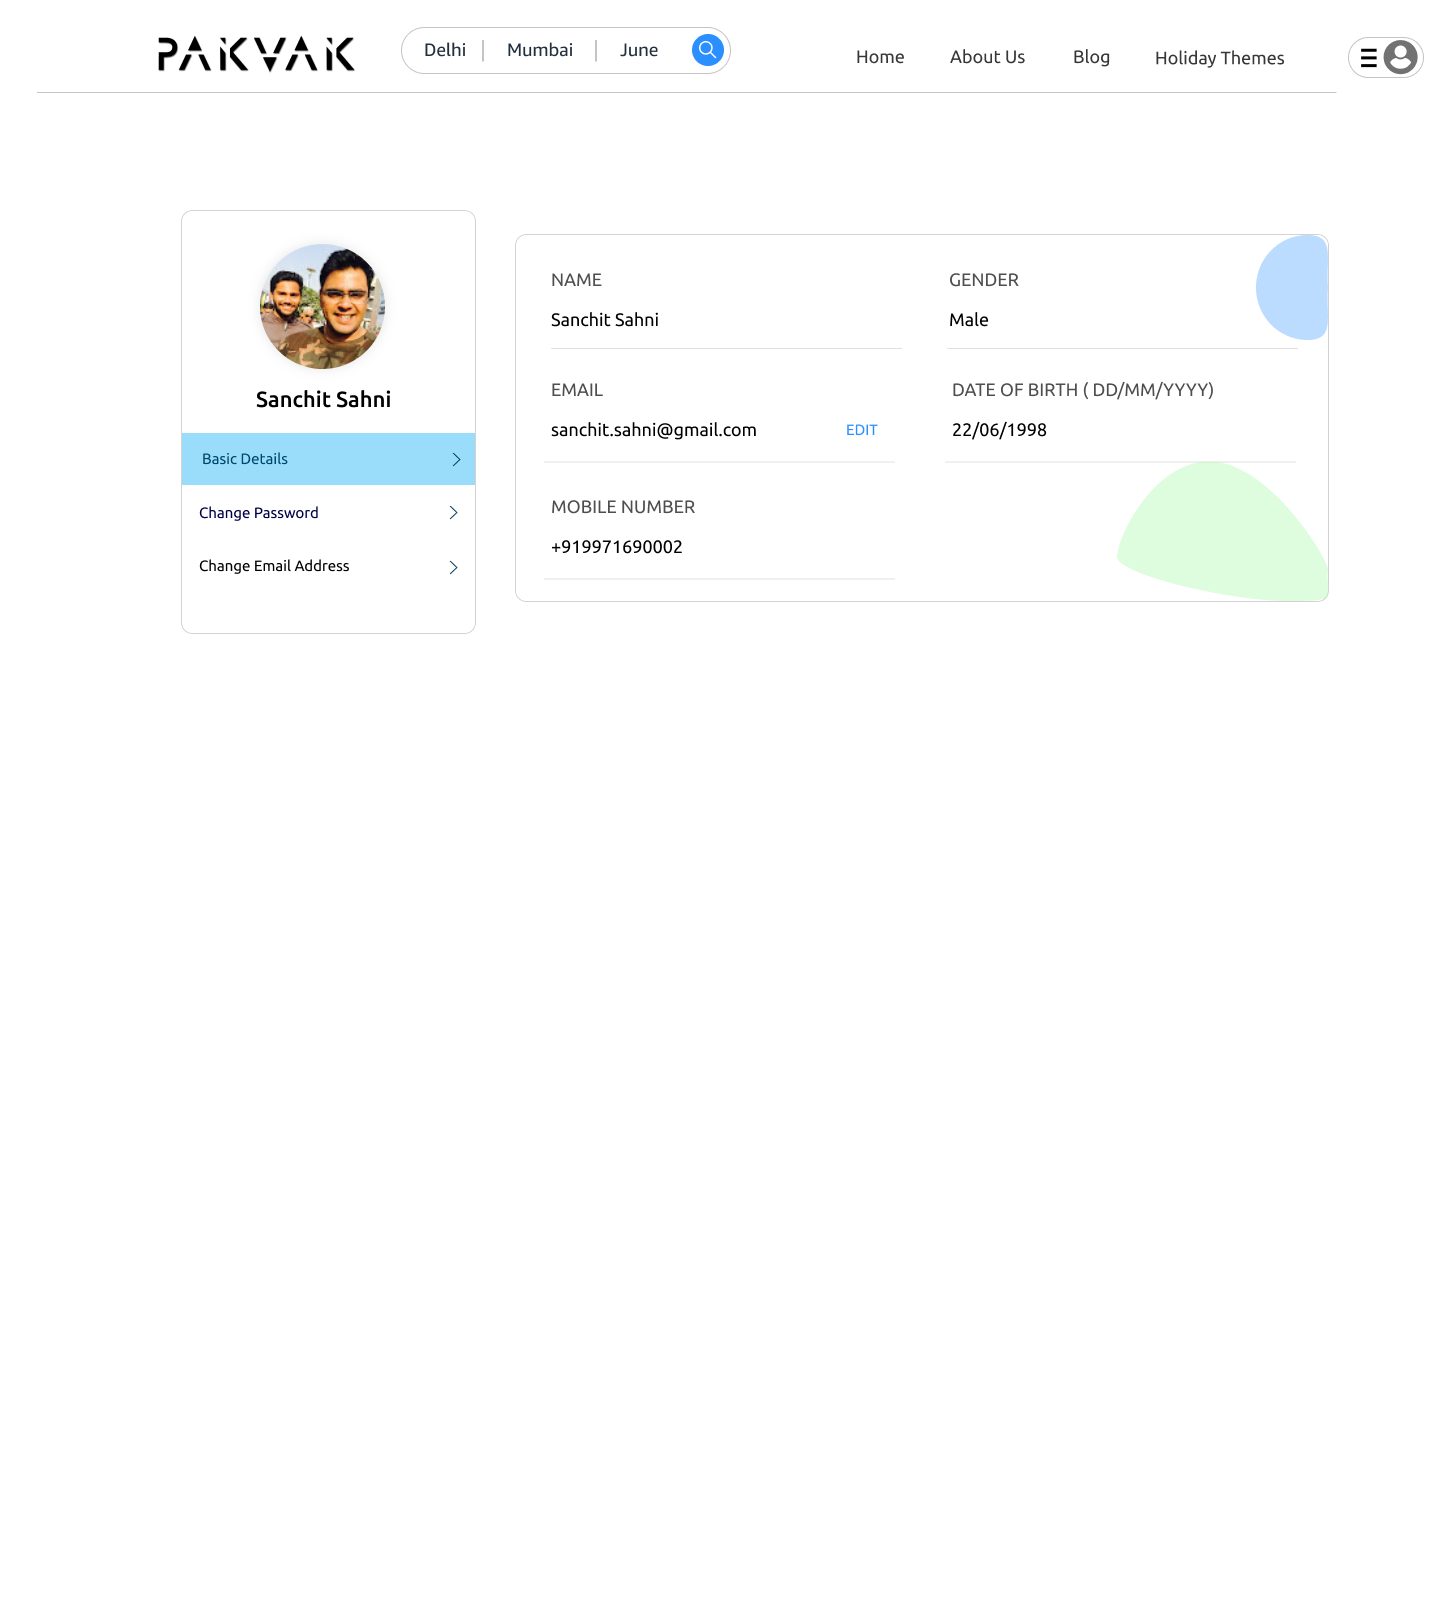 PAKVAK
Delhi | Mumbai | June
Home About Us Blog Holiday Themes
Sanchit Sahni
Basic Details
Change Password
Change Email Address
NAME
Sanchit Sahni
GENDER
Male
EMAIL
sanchit.sahni@gmail.com EDIT
DATE OF BIRTH ( DD/MM/YYYY)
22/06/1998
MOBILE NUMBER
+919971690002